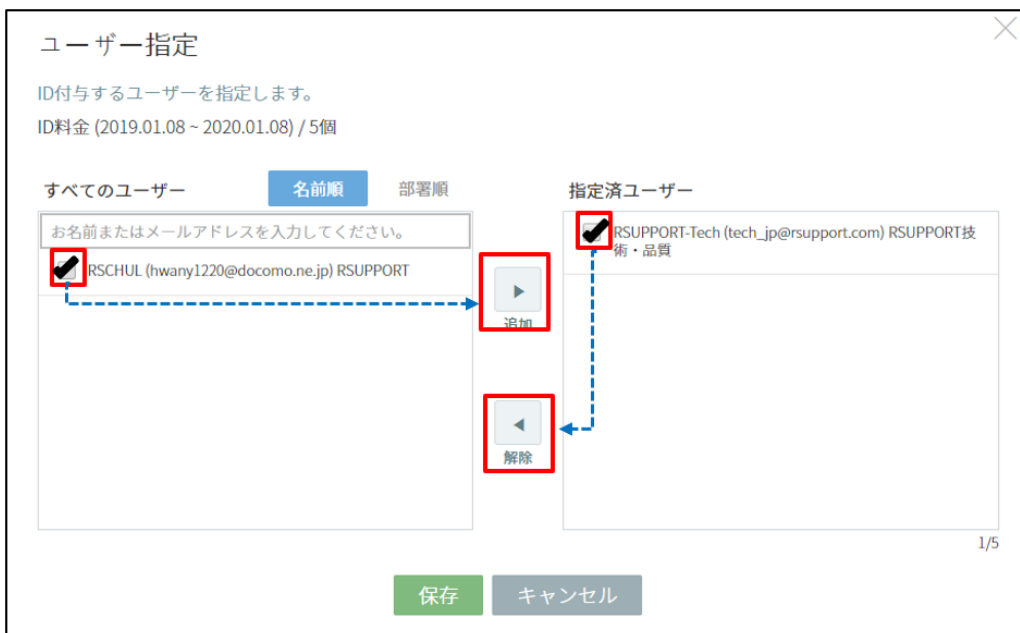 ユーザー指定
ID付与するユーザーを指定します。
ID料金 (2019.01.08 ~ 2020.01.08) / 5個
すべてのユーザー
名前順
部署順
お名前またはメールアドレスを入力してください。
RSCHUL (hwany1220@docomo.ne.jp) RSUPPORT
追加
解除
指定済ユーザー
RSUPPORT-Tech (tech_jp@rsupport.com) RSUPPORT技
術・品質
1/5
保存
キャンセル